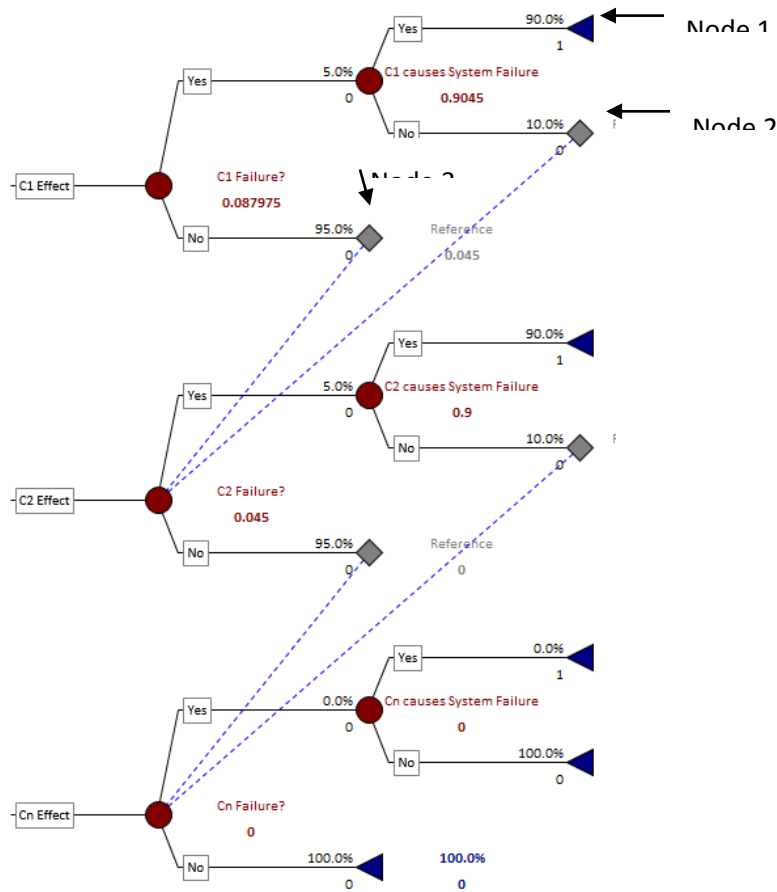 90.0%
Node 1
Yes
1
5.0%
C1 causes System Failure
Yes
0
0.9045
No
10.0%
Node 2
0
C1 Failure?
C1 Effect
0.087975
No
95.0%
Reference
0
0.045
90.0%
Yes
1
5.0%
C2 causes System Failure
Yes
0
0.9
No
10.0%
0
C2 Failure?
C2 Effect
0.045
No
95.0%
Reference
0
0
0.0%
Yes
1
0.0%
Cn causes System Failure
Yes
0
0
No
100.0%
0
Cn Failure?
Cn Effect
0
No
100.0%
100.0%
0
0